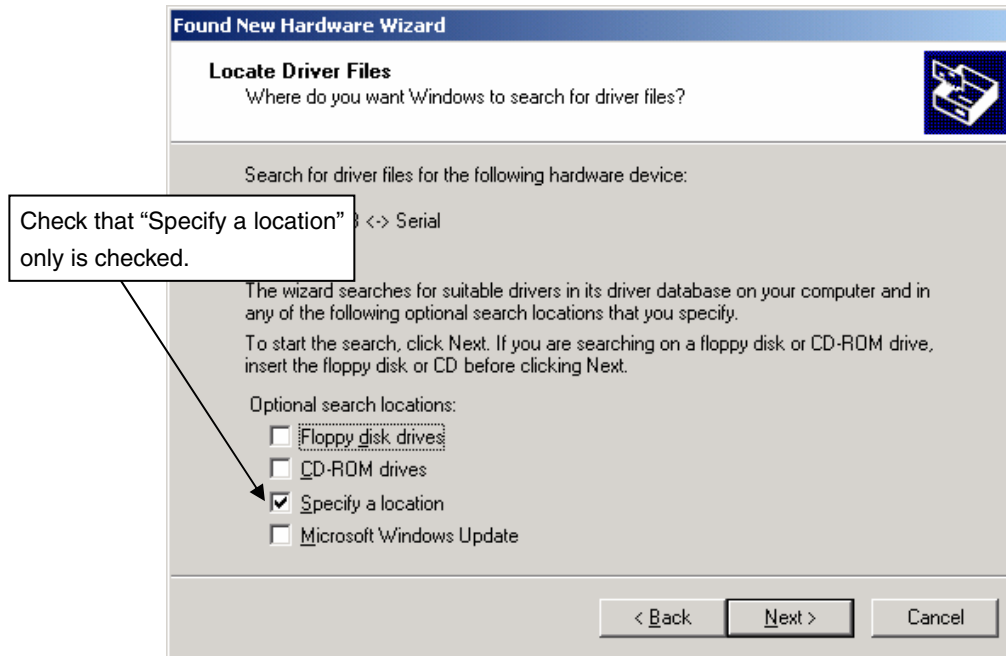 Found New Hardware Wizard
Locate Driver Files
Where do you want Windows to search for driver files?
Search for driver files for the following hardware device:
Check that “Specify a location”
only is checked.
<-> Serial
The wizard searches for suitable drivers in its driver database on your computer and in
any of the following optional search locations that you specify.
To start the search, click Next. If you are searching on a floppy disk or CD-ROM drive,
insert the floppy disk or CD before clicking Next.
Optional search locations:
Floppy disk drives
CD-ROM drives
Specify a location
Microsoft Windows Update
< Back
Next >
Cancel